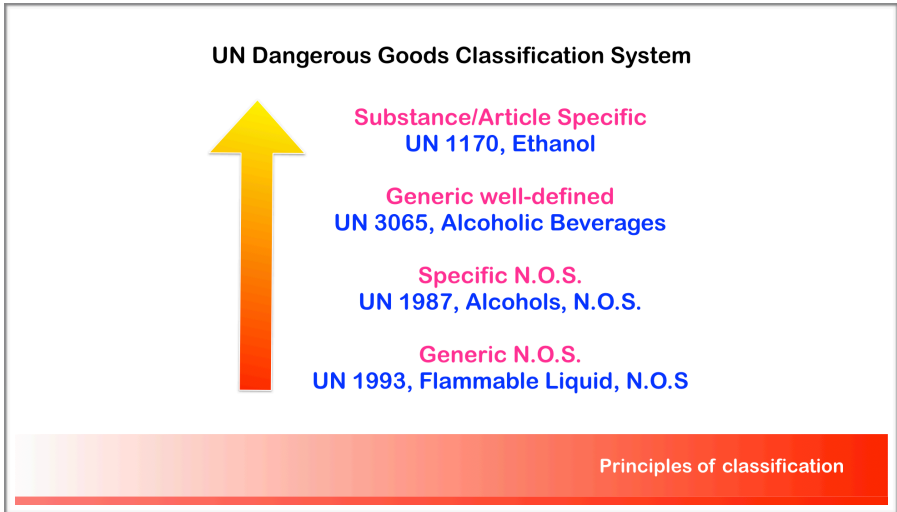 UN Dangerous Goods Classification System
Substance/Article Specific
UN 1170, Ethanol
Generic well-defined
UN 3065, Alcoholic Beverages
Specific N.O.S.
UN 1987, Alcohols, N.O.S.
Generic N.O.S.
UN 1993, Flammable Liquid, N.O.S
Principles of classification